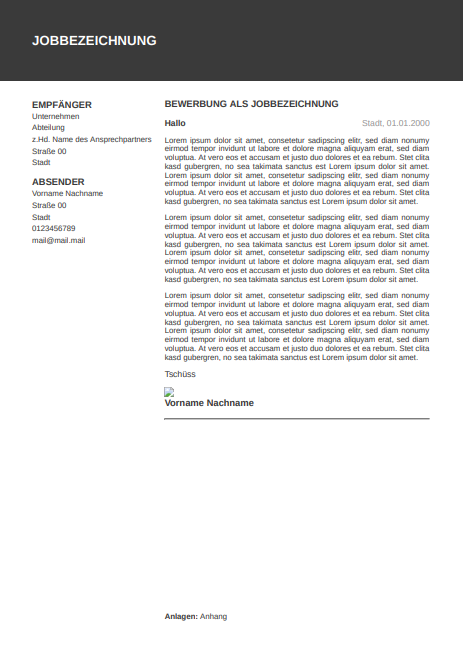 JOBBEZEICHNUNG
EMPFÄNGER
Unternehmen
Abteilung
z.Hd. Name des Ansprechpartners
Straße 00
Stadt
ABSENDER
Vorname Nachname
Straße 00
Stadt
0123456789
mail@mail.mail
BEWERBUNG ALS JOBBEZEICHNUNG
Hallo Stadt, 01.01.2000
Lorem ipsum dolor sit amet, consetetur sadipscing elitr, sed diam nonumy
eirmod tempor invidunt ut labore et dolore magna aliquyam erat, sed diam
voluptua. At vero eos et accusam et justo duo dolores et ea rebum. Stet clita
kasd gubergren, no sea takimata sanctus est Lorem ipsum dolor sit amet.
Lorem ipsum dolor sit amet, consetetur sadipscing elitr, sed diam nonumy
eirmod tempor invidunt ut labore et dolore magna aliquyam erat, sed diam
voluptua. At vero eos et accusam et justo duo dolores et ea rebum. Stet clita
kasd gubergren, no sea takimata sanctus est Lorem ipsum dolor sit amet.
Lorem ipsum dolor sit amet, consetetur sadipscing elitr, sed diam nonumy
eirmod tempor invidunt ut labore et dolore magna aliquyam erat, sed diam
voluptua. At vero eos et accusam et justo duo dolores et ea rebum. Stet clita
kasd gubergren, no sea takimata sanctus est Lorem ipsum dolor sit amet.
Lorem ipsum dolor sit amet, consetetur sadipscing elitr, sed diam nonumy
eirmod tempor invidunt ut labore et dolore magna aliquyam erat, sed diam
voluptua. At vero eos et accusam et justo duo dolores et ea rebum. Stet clita
kasd gubergren, no sea takimata sanctus est Lorem ipsum dolor sit amet.
Lorem ipsum dolor sit amet, consetetur sadipscing elitr, sed diam nonumy
eirmod tempor invidunt ut labore et dolore magna aliquyam erat, sed diam
voluptua. At vero eos et accusam et justo duo dolores et ea rebum. Stet clita
kasd gubergren, no sea takimata sanctus est Lorem ipsum dolor sit amet.
Lorem ipsum dolor sit amet, consetetur sadipscing elitr, sed diam nonumy
eirmod tempor invidunt ut labore et dolore magna aliquyam erat, sed diam
voluptua. At vero eos et accusam et justo duo dolores et ea rebum. Stet clita
kasd gubergren, no sea takimata sanctus est Lorem ipsum dolor sit amet.
Tschüss
Vorname Nachname
Anlagen: Anhang